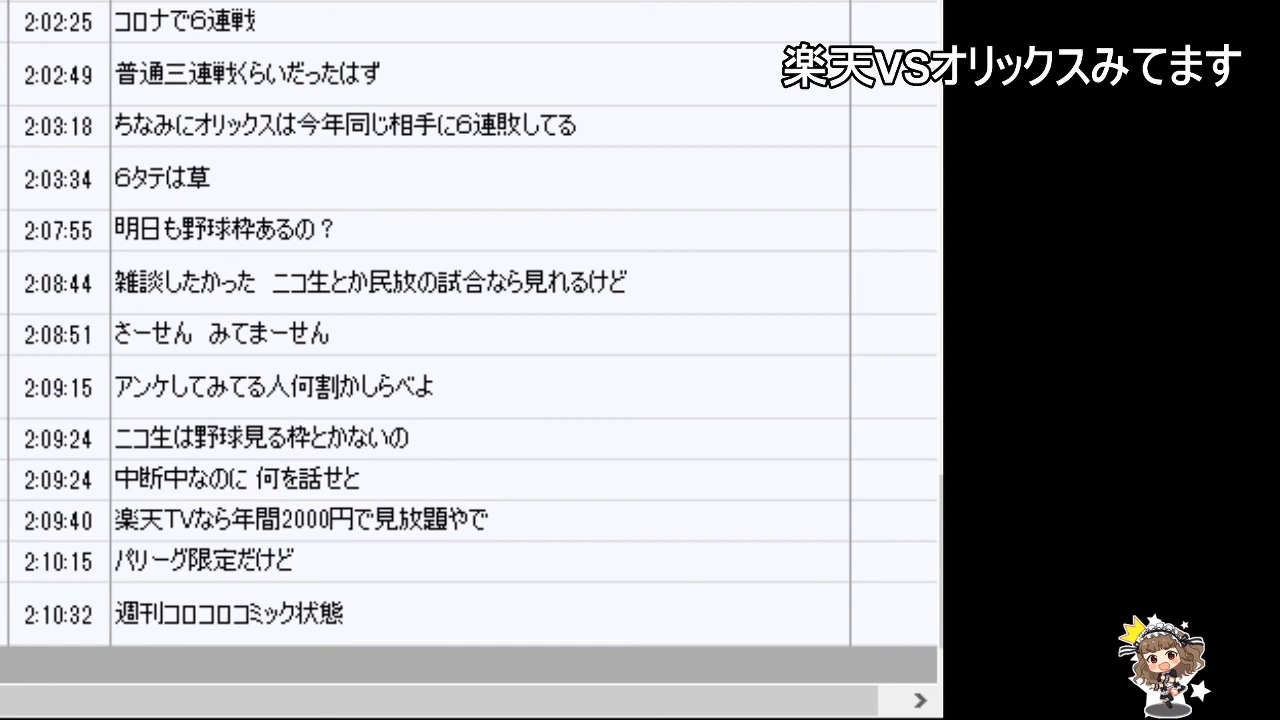 2:02:25 コロナで6連戦
楽天VSオリックスみてます
2:02:49 普通三連戦くらいだったはず
2:03:18 ちなみにオリックスは今年同じ相手に6連敗してる
2:03:34 6タテは草
2:07:55 明日も野球枠あるの？
2:08:44 雑談したかった　ニコ生とか民放の試合なら見れるけど
2:08:51 さーせん　みてまーせん
2:09:15 アンケしてみてる人何割かしらべよ
2:09:24 ニコ生は野球見る枠とかないの
2:09:24 中断中なのに 何を話せと
2:09:40 楽天TVなら年間2000円で見放題やで
2:10:15 パリーグ限定だけど
2:10:32 週刊コロコロコミック状態